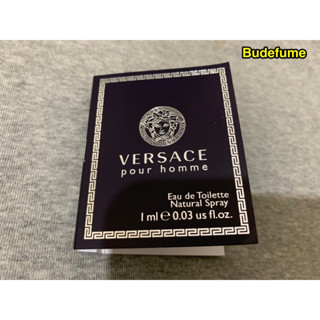 Budefume
VERSACE
pour homme
Eau de Toilette
Natural Spray
1 ml ℮ 0.03 us fl.oz.